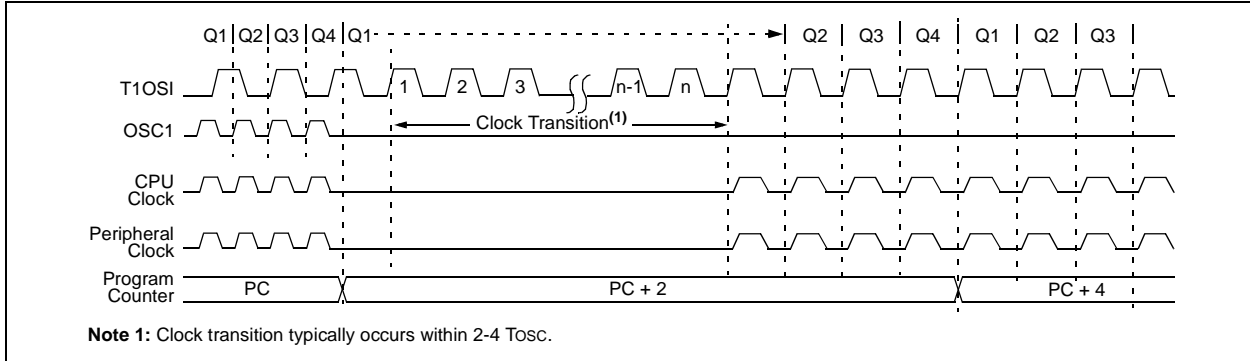 Q1 Q2 Q3 Q4 Q1 Q2 Q3 Q4 Q1 Q2 Q3
T1OSI 1 2 3 n-1 n
OSC1 Clock Transition(1)
CPU
Clock
Peripheral
Clock
Program
Counter PC PC + 2 PC + 4
Note 1: Clock transition typically occurs within 2-4 TOSC.